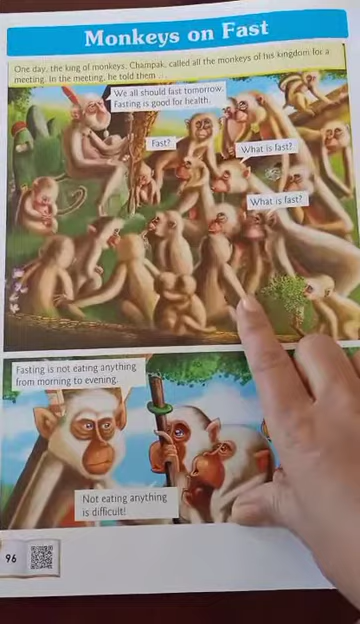 Monkeys on Fast
One day, the king of monkeys, Champak, called all the monkeys of his kingdom for a
meeting. In the meeting, he told them ...
We all should fast tomorrow.
Fasting is good for health.
Fast?
What is fast?
What is fast?
Fasting is not eating anything
from morning to evening.
Not eating anything
is difficult!
96